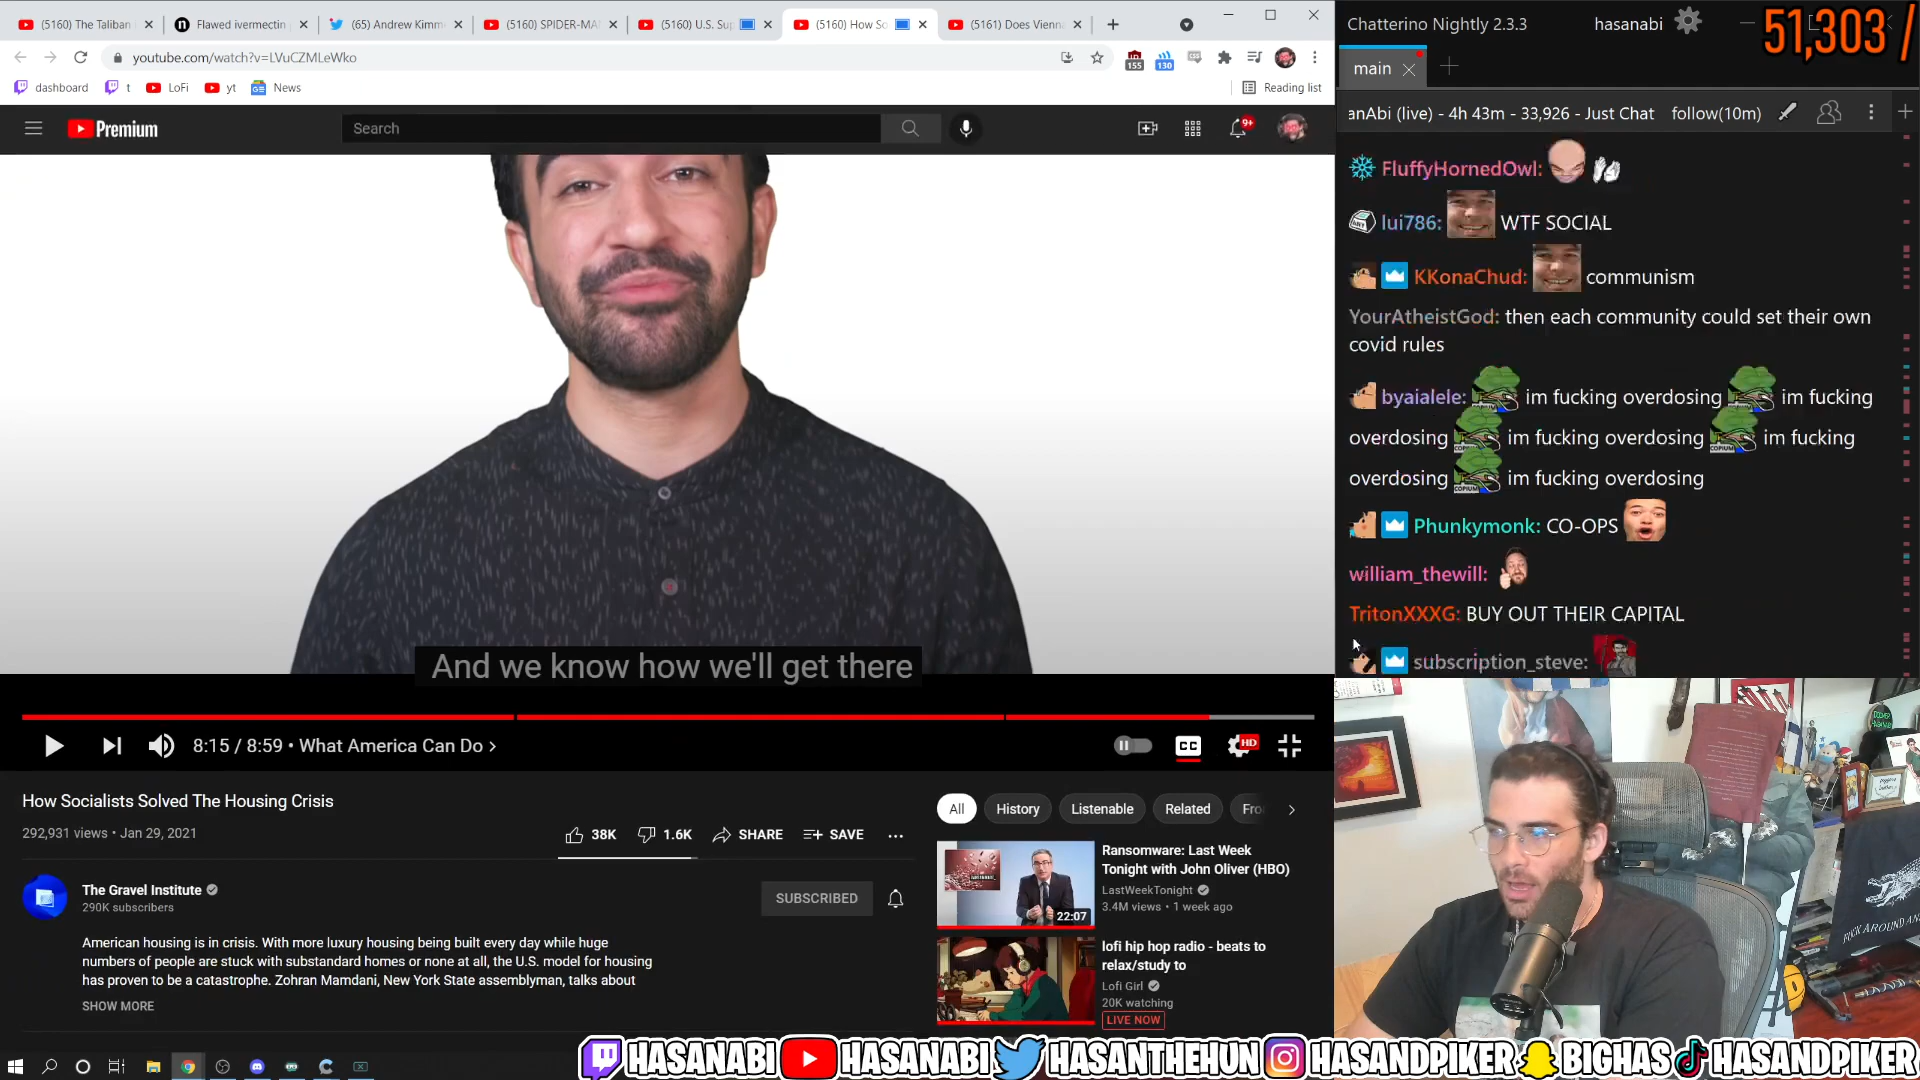 (5160) The Taliban
Flawed ivermectin
(65) Andrew Kimm
(5160) SPIDER-MA
(5160) U.S. Sup
(5160) How So
(5161) Does Vienn
youtube.com/watch?v=LVuCZMLeWko
155
130
dashboard
t
LoFi
yt
News
Reading list
Premium
Search
9+
And we know how we'll get there
8:15 / 8:59 • What America Can Do >
CC
HD
How Socialists Solved The Housing Crisis
292,931 views • Jan 29, 2021
38K
1.6K
SHARE
SAVE
The Gravel Institute
290K subscribers
SUBSCRIBED
American housing is in crisis. With more luxury housing being built every day while huge
numbers of people are stuck with substandard homes or none at all, the U.S. model for housing
has proven to be a catastrophe. Zohran Mamdani, New York State assemblyman, talks about
SHOW MORE
All
History
Listenable
Related
Fro
Ransomware: Last Week
Tonight with John Oliver (HBO)
LastWeekTonight
3.4M views • 1 week ago
22:07
lofi hip hop radio - beats to
relax/study to
Lofi Girl
20K watching
LIVE NOW
Chatterino Nightly 2.3.3
hasanabi
51,303 /
main
anAbi (live) - 4h 43m - 33,926 - Just Chat
follow(10m)
FluffyHornedOwl:
lui786: WTF SOCIAL
KKonaChud: communism
YourAtheistGod: then each community could set their own
covid rules
byaialele: im fucking overdosing im fucking
overdosing im fucking overdosing im fucking
overdosing im fucking overdosing
Phunkymonk: CO-OPS
william_thewill:
TritonXXXG: BUY OUT THEIR CAPITAL
subscription_steve:
HASANABI
HASANABI
HASANTHEHUN
HASANDPIKER
BIGHAS
HASANDPIKER